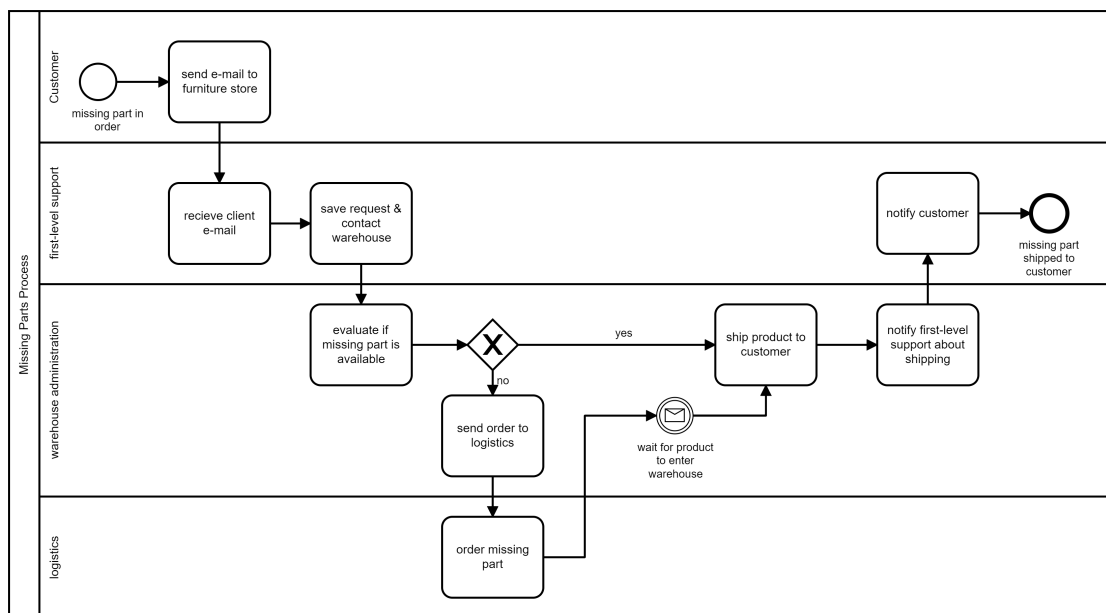 Missing Parts Process
Customer
missing part in
order
send e-mail to
furniture store
first-level support
recieve client
e-mail
save request &
contact
warehouse
notify customer
missing part
shipped to
customer
warehouse administration
evaluate if
missing part is
available
yes
no
send order to
logistics
wait for product
to enter
warehouse
ship product to
customer
notify first-level
support about
shipping
logistics
order missing
part